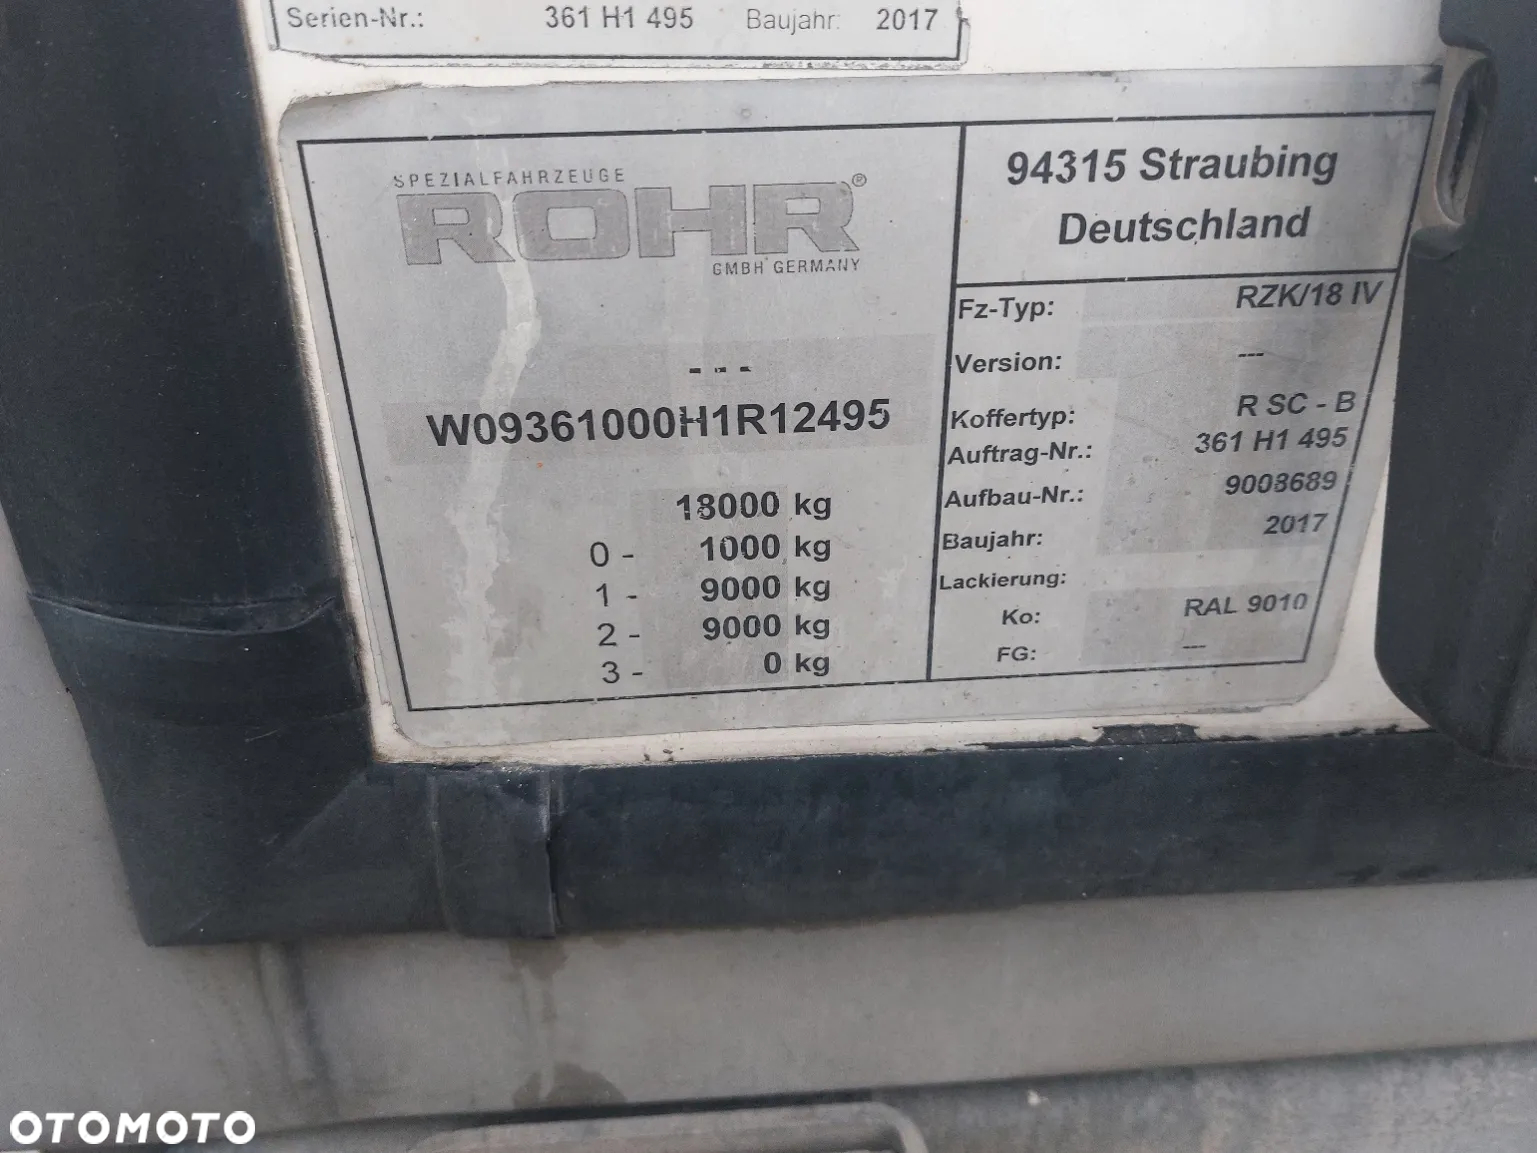 Serien-Nr.: 361 H1 495 Baujahr: 2017
SPEZIALFAHRZEUGE
ROHR®
GMBH GERMANY
94315 Straubing
Deutschland
---
W09361000H1R12495
18000 kg
0 - 1000 kg
1 - 9000 kg
2 - 9000 kg
3 - 0 kg
Fz-Typ: RZK/18 IV
Version: ---
Koffertyp: R SC - B
Auftrag-Nr.: 361 H1 495
Aufbau-Nr.: 9008689
Baujahr: 2017
Lackierung:
Ko: RAL 9010
FG: ---
OTOMOTO